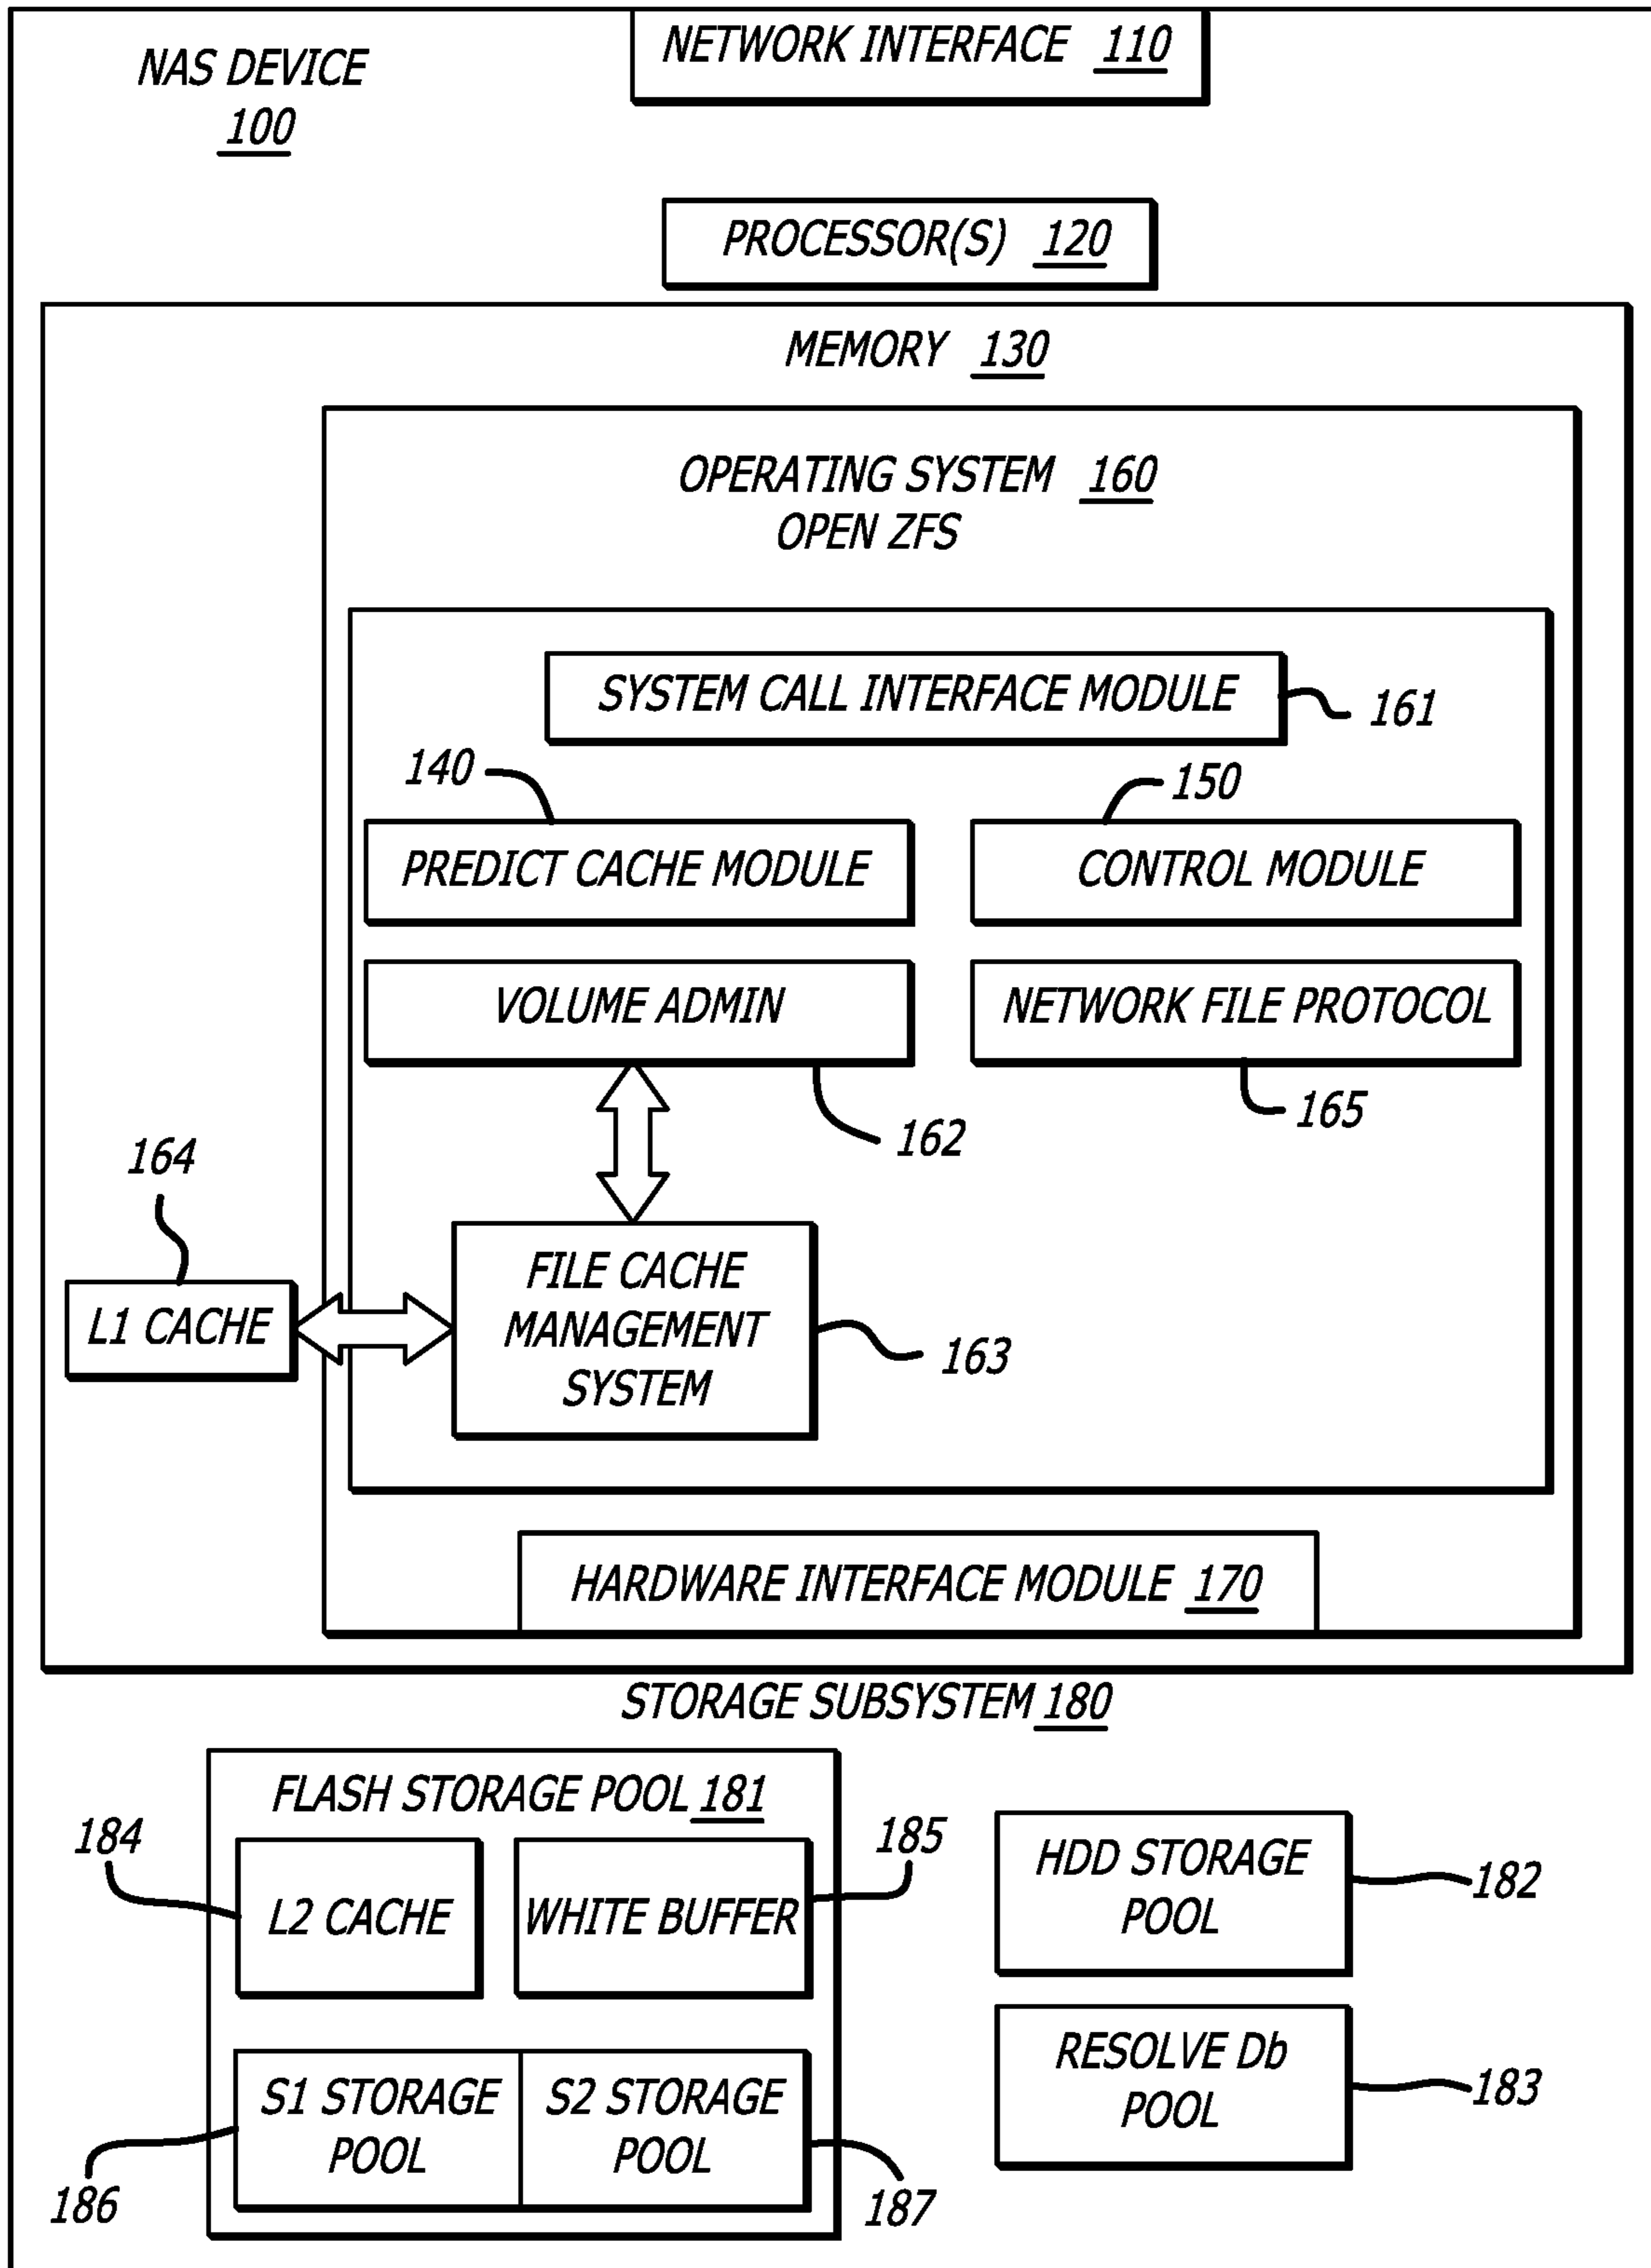 NETWORK INTERFACE 110
NAS DEVICE
100
PROCESSOR(S) 120
MEMORY 130
OPERATING SYSTEM 160
OPEN ZFS
SYSTEM CALL INTERFACE MODULE
161
140
150
PREDICT CACHE MODULE
CONTROL MODULE
VOLUME ADMIN
NETWORK FILE PROTOCOL
162
165
164
L1 CACHE
FILE CACHE
MANAGEMENT
SYSTEM
163
HARDWARE INTERFACE MODULE 170
STORAGE SUBSYSTEM 180
FLASH STORAGE POOL 181
184
185
L2 CACHE
WHITE BUFFER
HDD STORAGE
POOL
182
S1 STORAGE
POOL
S2 STORAGE
POOL
186
187
RESOLVE Db
POOL
183